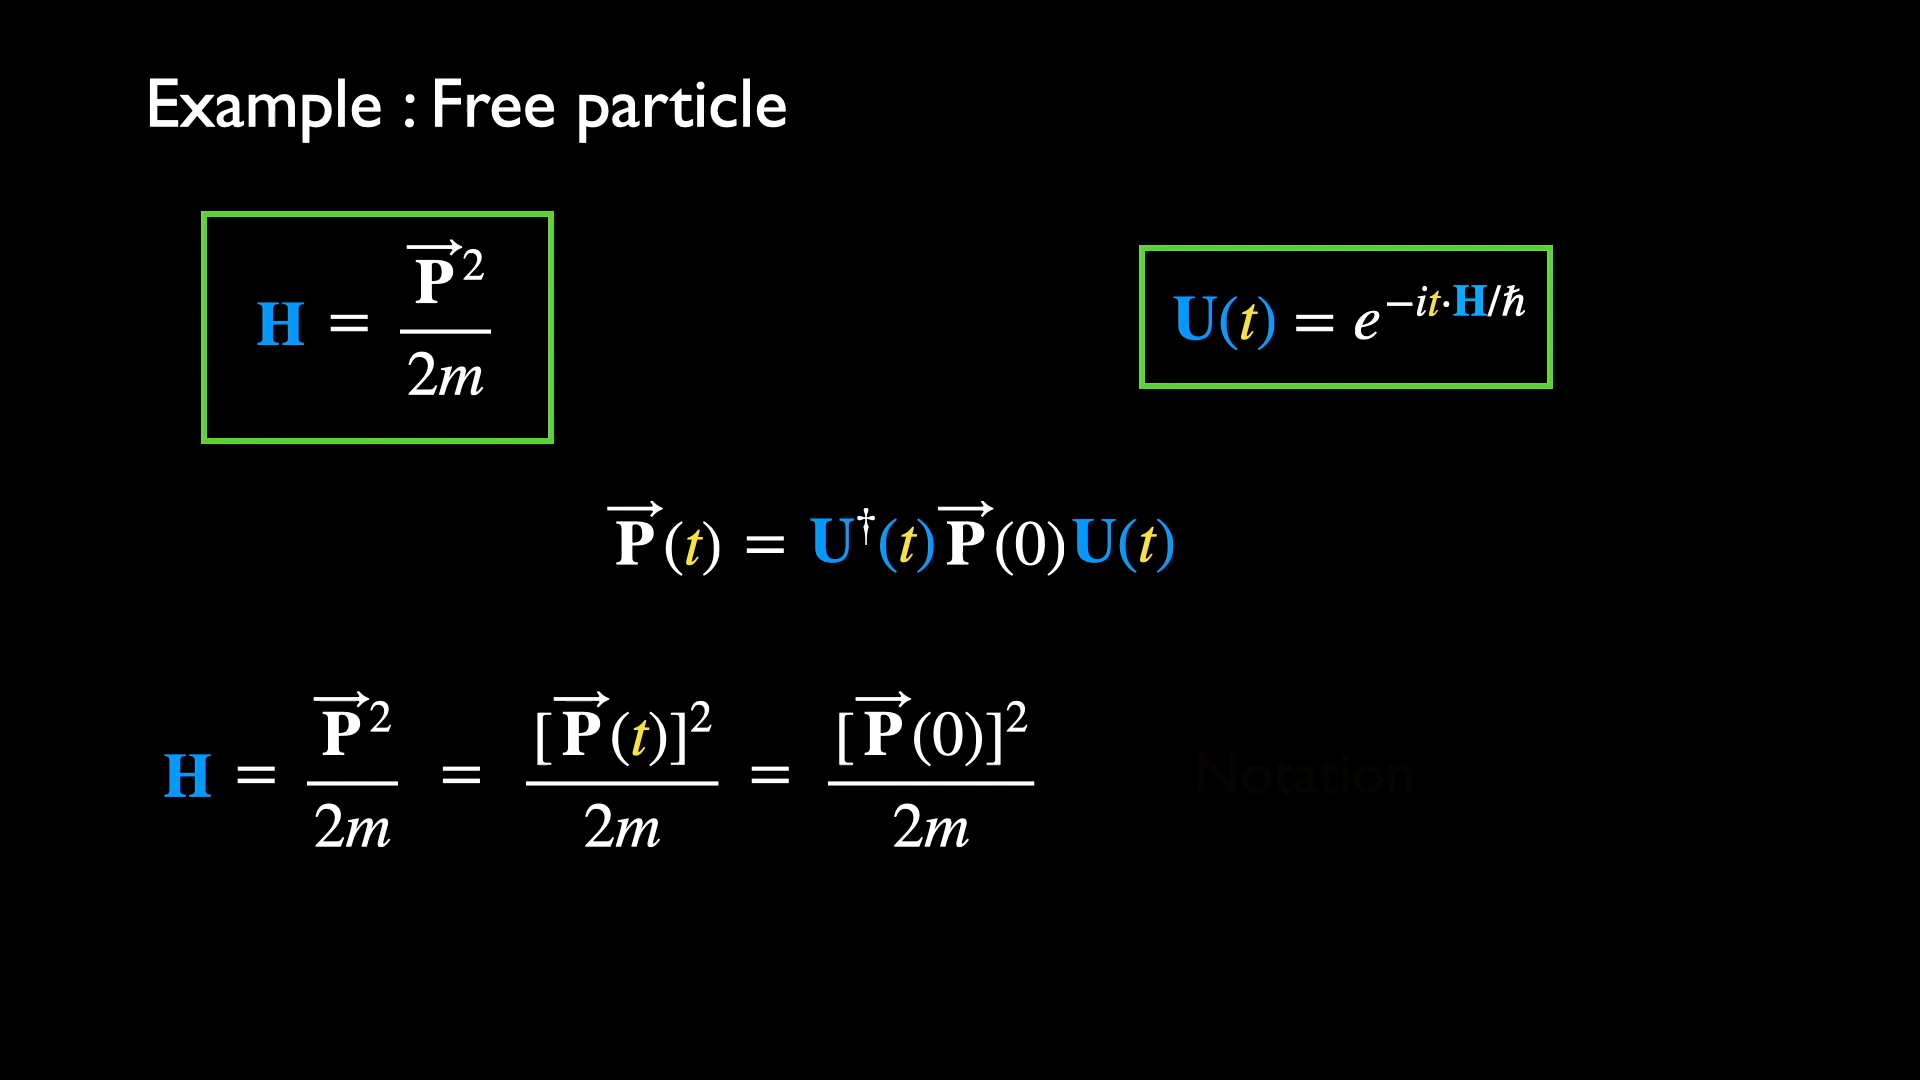 Example : Free particle
H = P⃗² / 2m
U(t) = e^{−it·H/ħ}
P⃗(t) = U†(t)P⃗(0)U(t)
H = P⃗² / 2m = [P⃗(t)]² / 2m = [P⃗(0)]² / 2m Notation